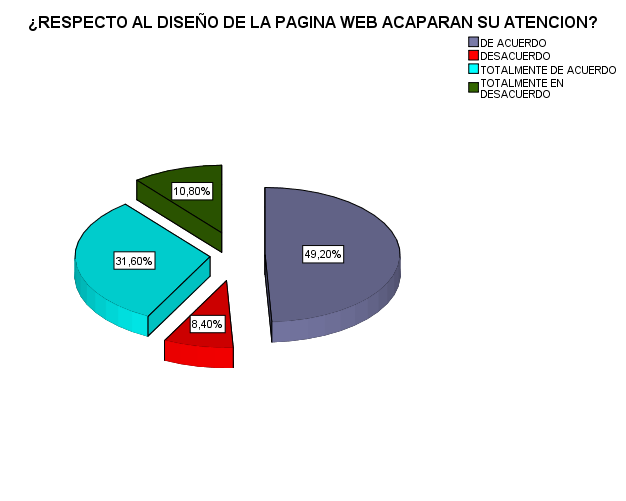 ¿RESPECTO AL DISEÑO DE LA PAGINA WEB ACAPARAN SU ATENCION?
DE ACUERDO
DESACUERDO
TOTALMENTE DE ACUERDO
TOTALMENTE EN
DESACUERDO
10,80%
49,20%
31,60%
8,40%